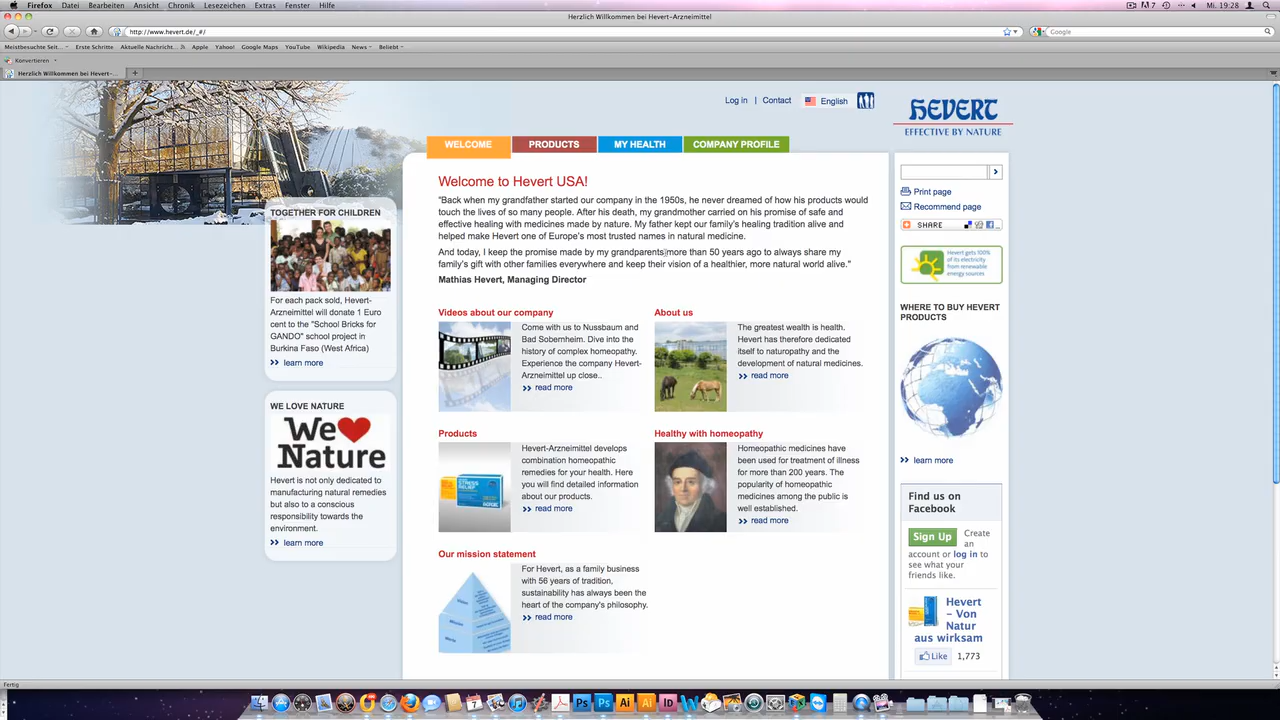 Firefox Datei Bearbeiten Ansicht Chronik Lesezeichen Extras Fenster Hilfe
7 Mi. 19:28
Herzlich Willkommen bei Hevert-Arzneimittel
http://www.hevert.de/_#/
Google
Meistbesuchte Seit... Erste Schritte Aktuelle Nachricht... Apple Yahoo! Google Maps YouTube Wikipedia News Beliebt
Konvertieren
Herzlich Willkommen bei Hevert-...
Log in | Contact English
HEVERT
EFFECTIVE BY NATURE
WELCOME PRODUCTS MY HEALTH COMPANY PROFILE
TOGETHER FOR CHILDREN
For each pack sold, Hevert-
Arzneimittel will donate 1 Euro
cent to the "School Bricks for
GANDO" school project in
Burkina Faso (West Africa)
learn more
WE LOVE NATURE
We
Nature
Hevert is not only dedicated to
manufacturing natural remedies
but also to a conscious
responsibility towards the
environment.
learn more
Welcome to Hevert USA!
"Back when my grandfather started our company in the 1950s, he never dreamed of how his products would
touch the lives of so many people. After his death, my grandmother carried on his promise of safe and
effective healing with medicines made by nature. My father kept our family's healing tradition alive and
helped make Hevert one of Europe's most trusted names in natural medicine.
And today, I keep the promise made by my grandparents more than 50 years ago to always share my
family's gift with other families everywhere and keep their vision of a healthier, more natural world alive."
Mathias Hevert, Managing Director
Videos about our company
Come with us to Nussbaum and
Bad Sobernheim. Dive into the
history of complex homeopathy.
Experience the company Hevert-
Arzneimittel up close..
read more
About us
The greatest wealth is health.
Hevert has therefore dedicated
itself to naturopathy and the
development of natural medicines.
read more
Products
STRESS
RELIEF
Hevert-Arzneimittel develops
combination homeopathic
remedies for your health. Here
you will find detailed information
about our products.
read more
Healthy with homeopathy
Homeopathic medicines have
been used for treatment of illness
for more than 200 years. The
popularity of homeopathic
medicines among the public is
well established.
read more
Our mission statement
For Hevert, as a family business
with 56 years of tradition,
sustainability has always been the
heart of the company's philosophy.
read more
Print page
Recommend page
SHARE
Hevert gets 100%
of its electricity
from renewable
energy sources
WHERE TO BUY HEVERT
PRODUCTS
learn more
Find us on
Facebook
Sign Up Create
an
account or log in to
see what your
friends like.
Hevert
– Von
Natur
aus wirksam
Like 1,773
Fertig